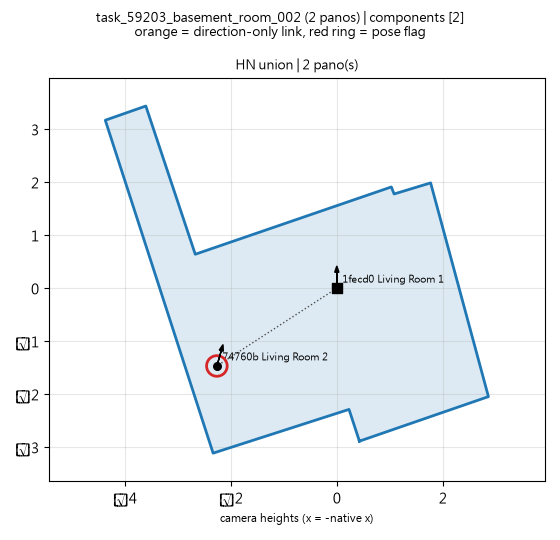 task_59203_basement_room_002 (2 panos) | components [2]
orange = direction-only link, red ring = pose flag
HN union | 2 pano(s)
3
2
1
0
1
2
3
1fecd0 Living Room 1
74760b Living Room 2
4 2 0 2
camera heights (x = -native x)